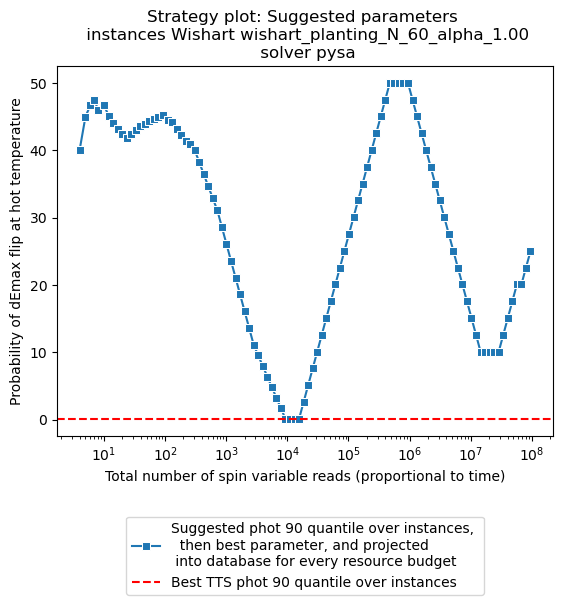 Strategy plot: Suggested parameters
instances Wishart wishart_planting_N_60_alpha_1.00
solver pysa
Probability of dEmax flip at hot temperature
50
40
30
20
10
0
10^1 10^2 10^3 10^4 10^5 10^6 10^7 10^8
Total number of spin variable reads (proportional to time)
Suggested phot 90 quantile over instances,
then best parameter, and projected
into database for every resource budget
Best TTS phot 90 quantile over instances